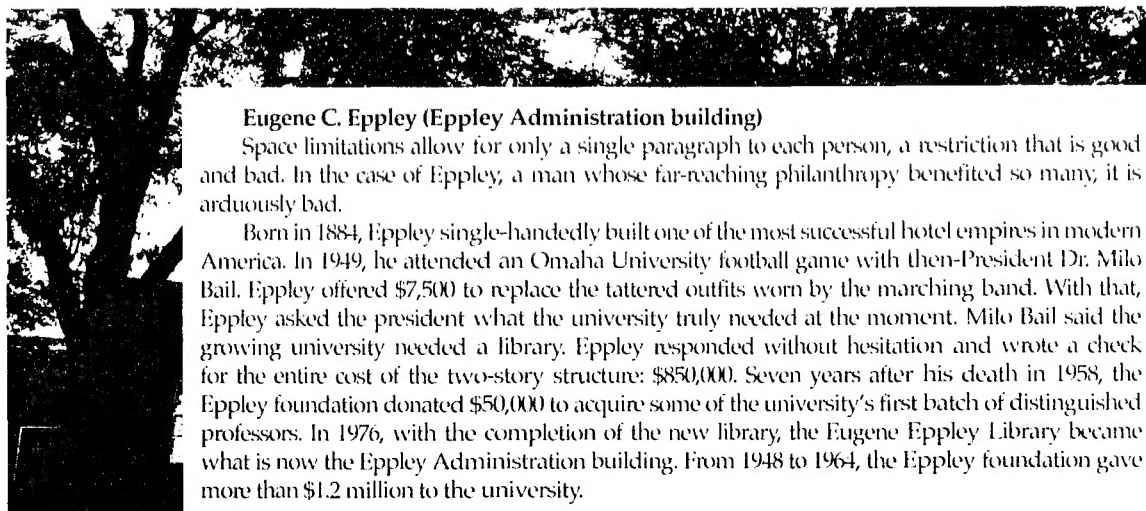 Eugene C. Eppley (Eppley Administration building)
Space limitations allow for only a single paragraph to each person, a restriction that is good
and bad. In the case of Eppley, a man whose far-reaching philanthropy benefited so many, it is
arduously bad.
Born in 1884, Eppley single-handedly built one of the most successful hotel empires in modern
America. In 1949, he attended an Omaha University football game with then-President Dr. Milo
Bail. Eppley offered $7,500 to replace the tattered outfits worn by the marching band. With that,
Eppley asked the president what the university truly needed at the moment. Milo Bail said the
growing university needed a library. Eppley responded without hesitation and wrote a check
for the entire cost of the two-story structure: $850,000. Seven years after his death in 1958, the
Eppley foundation donated $50,000 to acquire some of the university's first batch of distinguished
professors. In 1976, with the completion of the new library, the Eugene Eppley Library became
what is now the Eppley Administration building. From 1948 to 1964, the Eppley foundation gave
more than $1.2 million to the university.